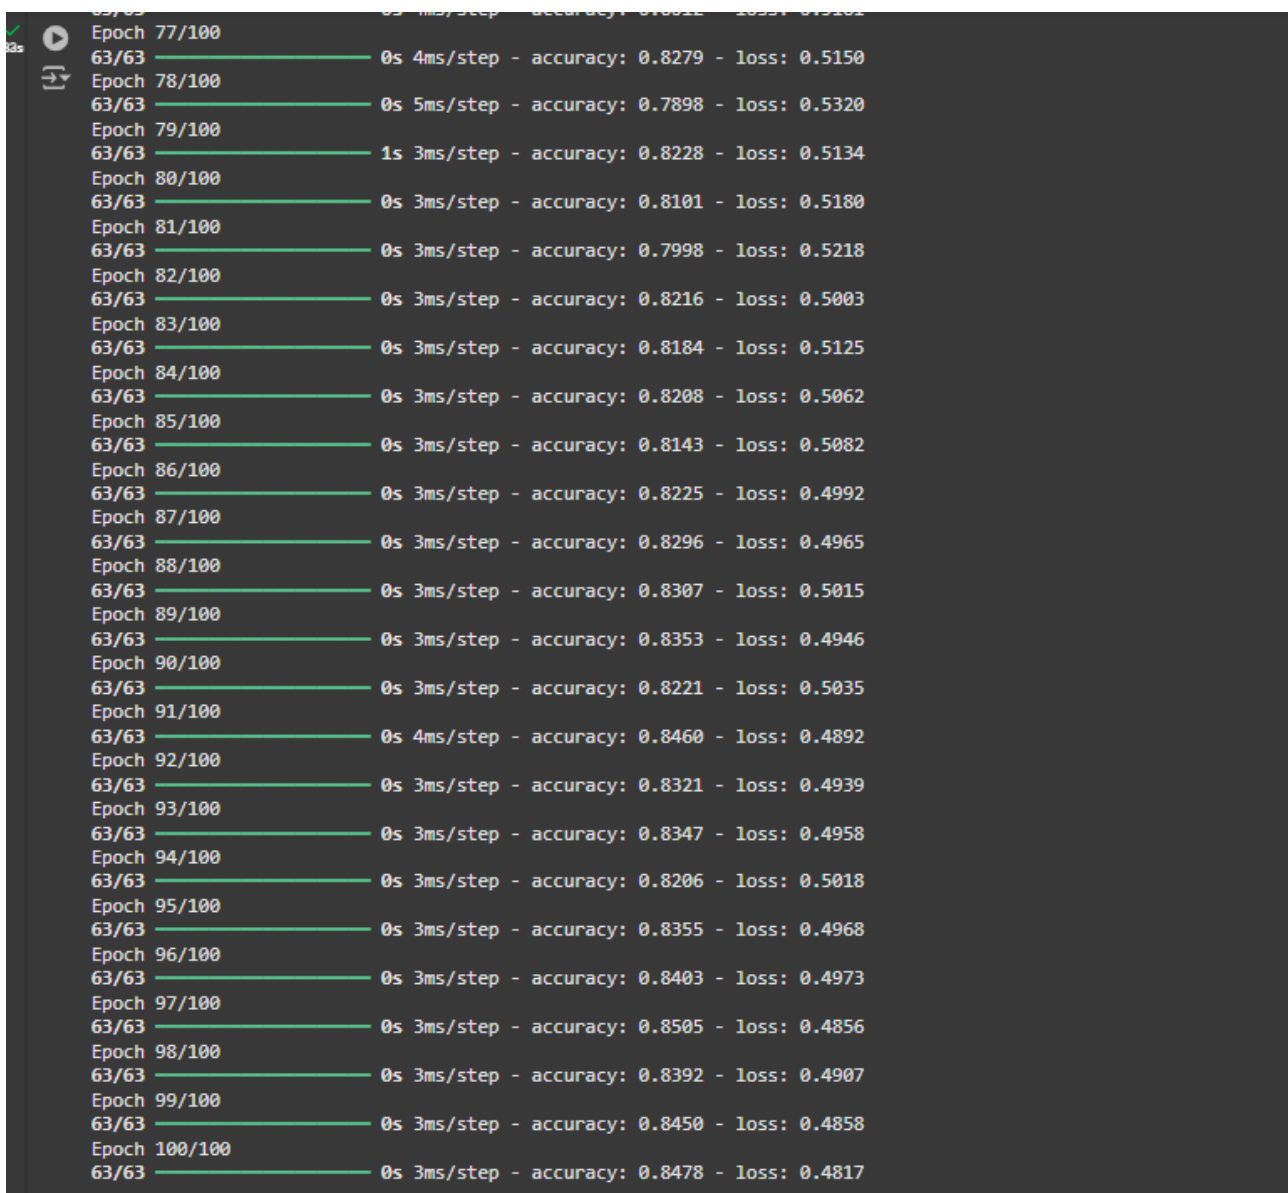 Epoch 77/100
63/63 0s 4ms/step - accuracy: 0.8279 - loss: 0.5150
Epoch 78/100
63/63 0s 5ms/step - accuracy: 0.7898 - loss: 0.5320
Epoch 79/100
63/63 1s 3ms/step - accuracy: 0.8228 - loss: 0.5134
Epoch 80/100
63/63 0s 3ms/step - accuracy: 0.8101 - loss: 0.5180
Epoch 81/100
63/63 0s 3ms/step - accuracy: 0.7998 - loss: 0.5218
Epoch 82/100
63/63 0s 3ms/step - accuracy: 0.8216 - loss: 0.5003
Epoch 83/100
63/63 0s 3ms/step - accuracy: 0.8184 - loss: 0.5125
Epoch 84/100
63/63 0s 3ms/step - accuracy: 0.8208 - loss: 0.5062
Epoch 85/100
63/63 0s 3ms/step - accuracy: 0.8143 - loss: 0.5082
Epoch 86/100
63/63 0s 3ms/step - accuracy: 0.8225 - loss: 0.4992
Epoch 87/100
63/63 0s 3ms/step - accuracy: 0.8296 - loss: 0.4965
Epoch 88/100
63/63 0s 3ms/step - accuracy: 0.8307 - loss: 0.5015
Epoch 89/100
63/63 0s 3ms/step - accuracy: 0.8353 - loss: 0.4946
Epoch 90/100
63/63 0s 3ms/step - accuracy: 0.8221 - loss: 0.5035
Epoch 91/100
63/63 0s 4ms/step - accuracy: 0.8460 - loss: 0.4892
Epoch 92/100
63/63 0s 3ms/step - accuracy: 0.8321 - loss: 0.4939
Epoch 93/100
63/63 0s 3ms/step - accuracy: 0.8347 - loss: 0.4958
Epoch 94/100
63/63 0s 3ms/step - accuracy: 0.8206 - loss: 0.5018
Epoch 95/100
63/63 0s 3ms/step - accuracy: 0.8355 - loss: 0.4968
Epoch 96/100
63/63 0s 3ms/step - accuracy: 0.8403 - loss: 0.4973
Epoch 97/100
63/63 0s 3ms/step - accuracy: 0.8505 - loss: 0.4856
Epoch 98/100
63/63 0s 3ms/step - accuracy: 0.8392 - loss: 0.4907
Epoch 99/100
63/63 0s 3ms/step - accuracy: 0.8450 - loss: 0.4858
Epoch 100/100
63/63 0s 3ms/step - accuracy: 0.8478 - loss: 0.4817